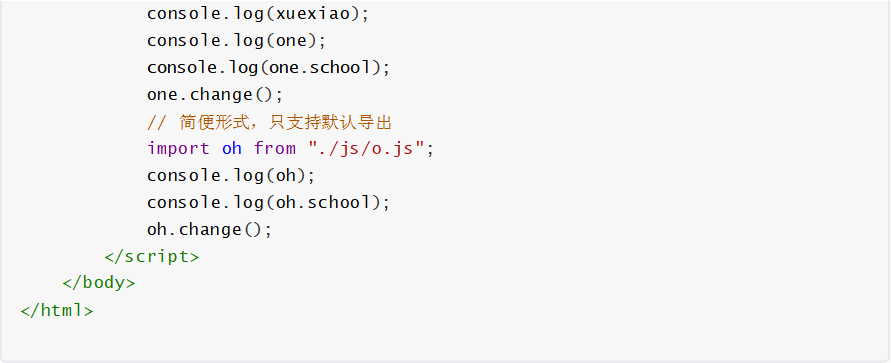 console.log(xuexiao);
console.log(one);
console.log(one.school);
one.change();
// 简便形式，只支持默认导出
import oh from "./js/o.js";
console.log(oh);
console.log(oh.school);
oh.change();
</script>
</body>
</html>